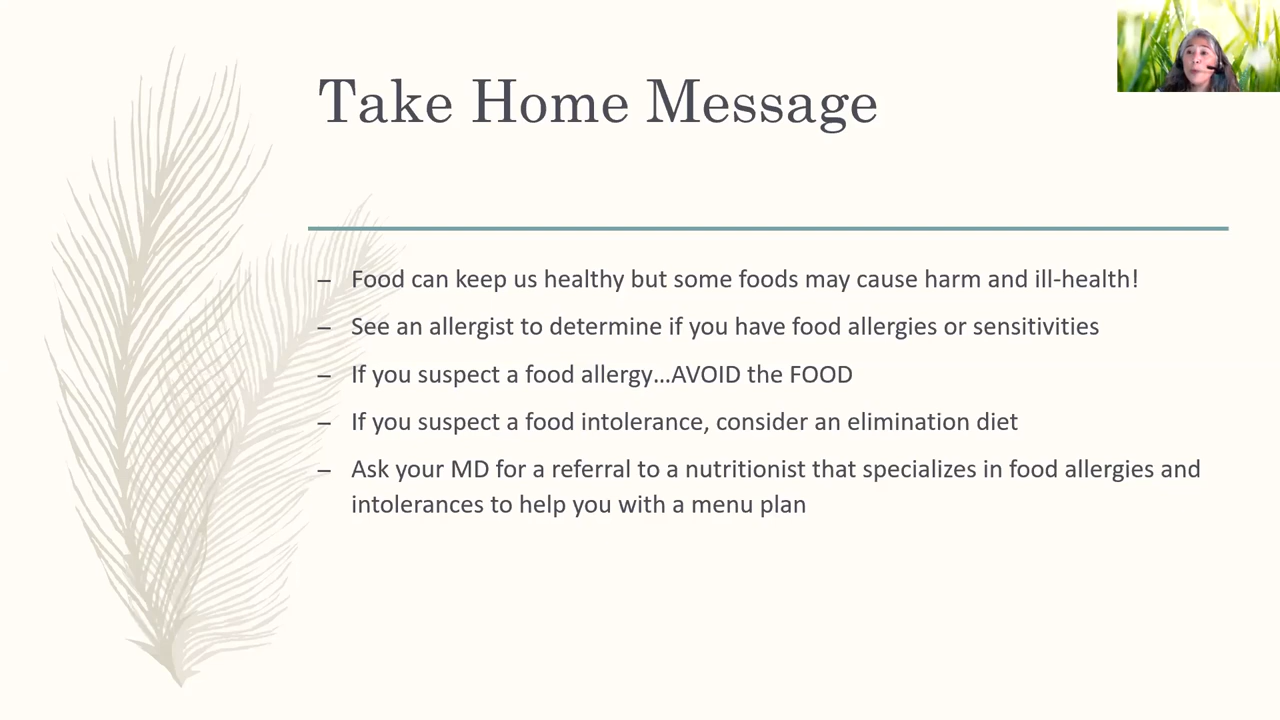 Take Home Message
– Food can keep us healthy but some foods may cause harm and ill-health!
– See an allergist to determine if you have food allergies or sensitivities
– If you suspect a food allergy...AVOID the FOOD
– If you suspect a food intolerance, consider an elimination diet
– Ask your MD for a referral to a nutritionist that specializes in food allergies and
intolerances to help you with a menu plan